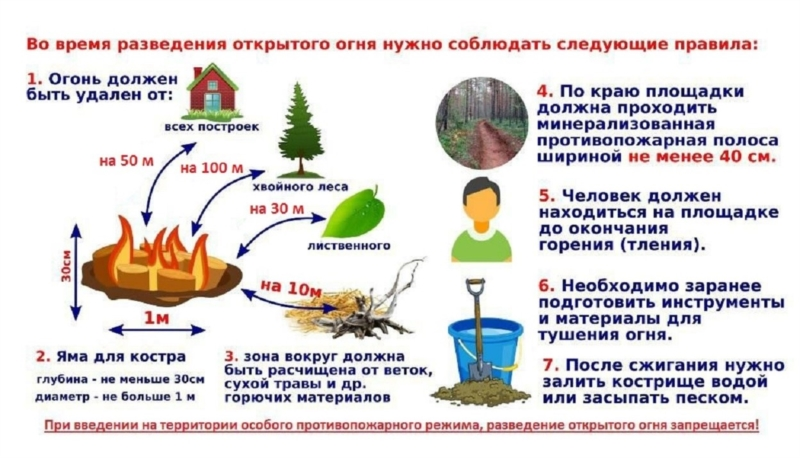 Во время разведения открытого огня нужно соблюдать следующие правила:
1. Огонь должен
быть удален от:
всех построек
на 50 м
на 100 м
хвойного леса
на 30 м
лиственного
30см
на 10м
1м
2. Яма для костра
глубина - не меньше 30см
диаметр - не больше 1 м
3. зона вокруг должна
быть расчищена от веток,
сухой травы и др.
горючих материалов
4. По краю площадки
должна проходить
минерализованная
противопожарная полоса
шириной не менее 40 см.
5. Человек должен
находиться на площадке
до окончания
горения (тления).
6. Необходимо заранее
подготовить инструменты
и материалы для
тушения огня.
7. После сжигания нужно
залить кострище водой
или засыпать песком.
При введении на территории особого противопожарного режима, разведение открытого огня запрещается!